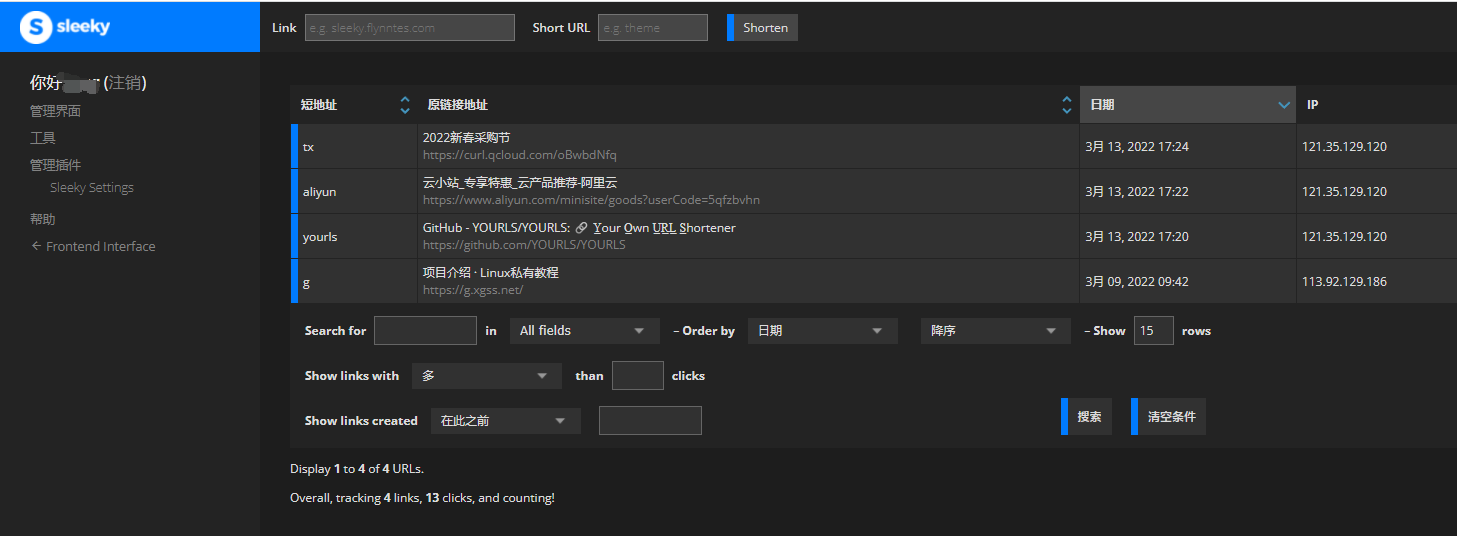 S sleeky
Link e.g. sleeky.flynntes.com Short URL e.g. theme Shorten
你好 (注销)
管理界面
工具
管理插件
Sleeky Settings
帮助
← Frontend Interface
短地址 原链接地址 日期 IP
tx 2022新春采购节 3月 13, 2022 17:24 121.35.129.120
https://curl.qcloud.com/oBwbdNfq
aliyun 云小站_专享特惠_云产品推荐-阿里云 3月 13, 2022 17:22 121.35.129.120
https://www.aliyun.com/minisite/goods?userCode=5qfzbvhn
yourls GitHub - YOURLS/YOURLS: 🔗 Your Own URL Shortener 3月 13, 2022 17:20 121.35.129.120
https://github.com/YOURLS/YOURLS
g 项目介绍 · Linux私有教程 3月 09, 2022 09:42 113.92.129.186
https://g.xgss.net/
Search for in All fields – Order by 日期 降序 – Show 15 rows
Show links with 多 than clicks
Show links created 在此之前 搜索 清空条件
Display 1 to 4 of 4 URLs.
Overall, tracking 4 links, 13 clicks, and counting!